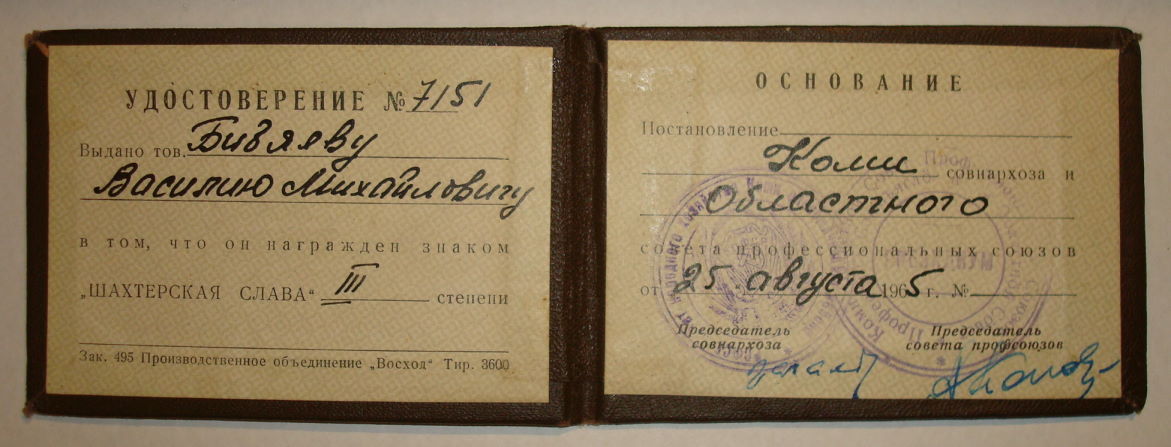 УДОСТОВЕРЕНИЕ № 7151
Выдано тов. Бивяеву
Василию Михайловичу
в том, что он награжден знаком
„ШАХТЕРСКАЯ СЛАВА“ III степени
Зак. 495 Производственное объединение „Восход“ Тир. 3600
ОСНОВАНИЕ
Постановление
Коми совнархоза и
Областного
совета профессиональных союзов
от 25 августа 1965 г. №
Председатель совнархоза
Председатель совета профсоюзов